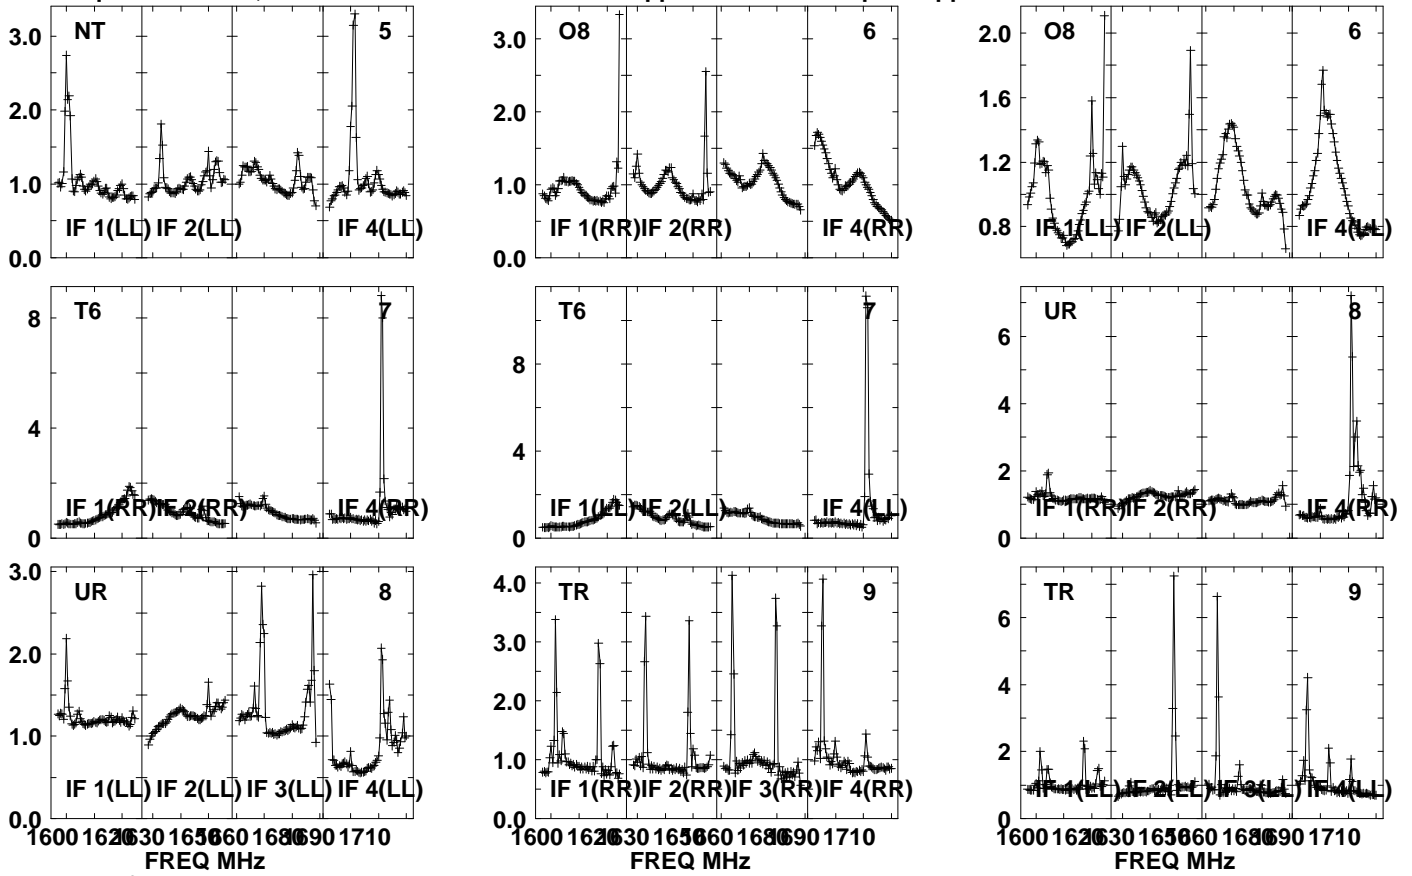 NT 5
3.0
2.0
1.0
0.0
IF 1(LL) IF 2(LL) IF 4(LL)
O8 6
3.0
2.0
1.0
0.0
IF 1(RR) IF 2(RR) IF 4(RR)
O8 6
2.0
1.6
1.2
0.8
IF 1(LL) IF 2(LL) IF 4(LL)
T6 7
8
4
0
IF 1(RR) IF 2(RR) IF 4(RR)
T6 7
8
4
0
IF 1(LL) IF 2(LL) IF 4(LL)
UR 8
6
4
2
0
IF 1(RR) IF 2(RR) IF 4(RR)
UR 8
3.0
2.0
1.0
0.0
IF 1(LL) IF 2(LL) IF 3(LL) IF 4(LL)
1600 1620 1630 1650 1660 1680 1690 1710
FREQ MHz
TR 9
4.0
3.0
2.0
1.0
0.0
IF 1(RR) IF 2(RR) IF 3(RR) IF 4(RR)
1600 1620 1630 1650 1660 1680 1690 1710
FREQ MHz
TR 9
6
4
2
0
IF 1(LL) IF 2(LL) IF 3(LL) IF 4(LL)
1600 1620 1630 1650 1660 1680 1690 1710
FREQ MHz